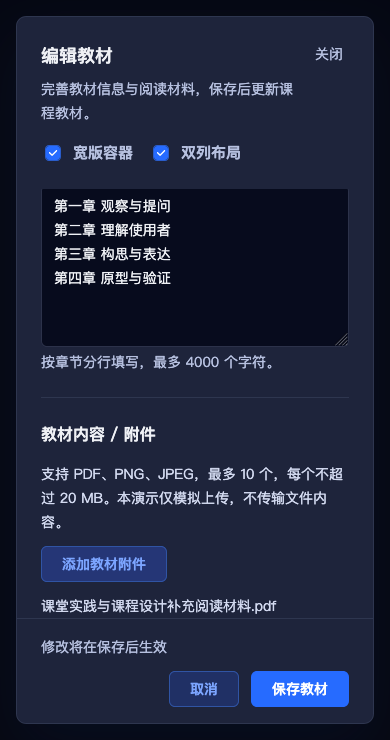 编辑教材
关闭
完善教材信息与阅读材料，保存后更新课
程教材。
宽版容器 双列布局
第一章 观察与提问
第二章 理解使用者
第三章 构思与表达
第四章 原型与验证
按章节分行填写，最多 4000 个字符。
教材内容 / 附件
支持 PDF、PNG、JPEG，最多 10 个，每个不超
过 20 MB。本演示仅模拟上传，不传输文件内
容。
添加教材附件
课堂实践与课程设计补充阅读材料.pdf
修改将在保存后生效
取消 保存教材